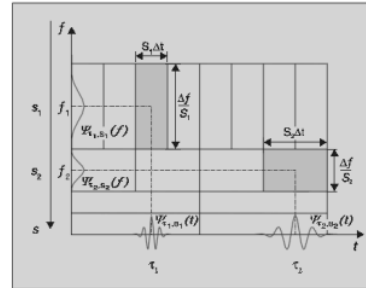 f
S₁Δt
s₁
f₁
Δf
S₁
Ψτ₁,s₁(f)
S₂Δt
s₂
f₂
Δf
S₂
Ψτ₂,s₂(f)
Ψτ₁,s₁(t)
Ψτ₂,s₂(t)
s
t
τ₁
τ₂